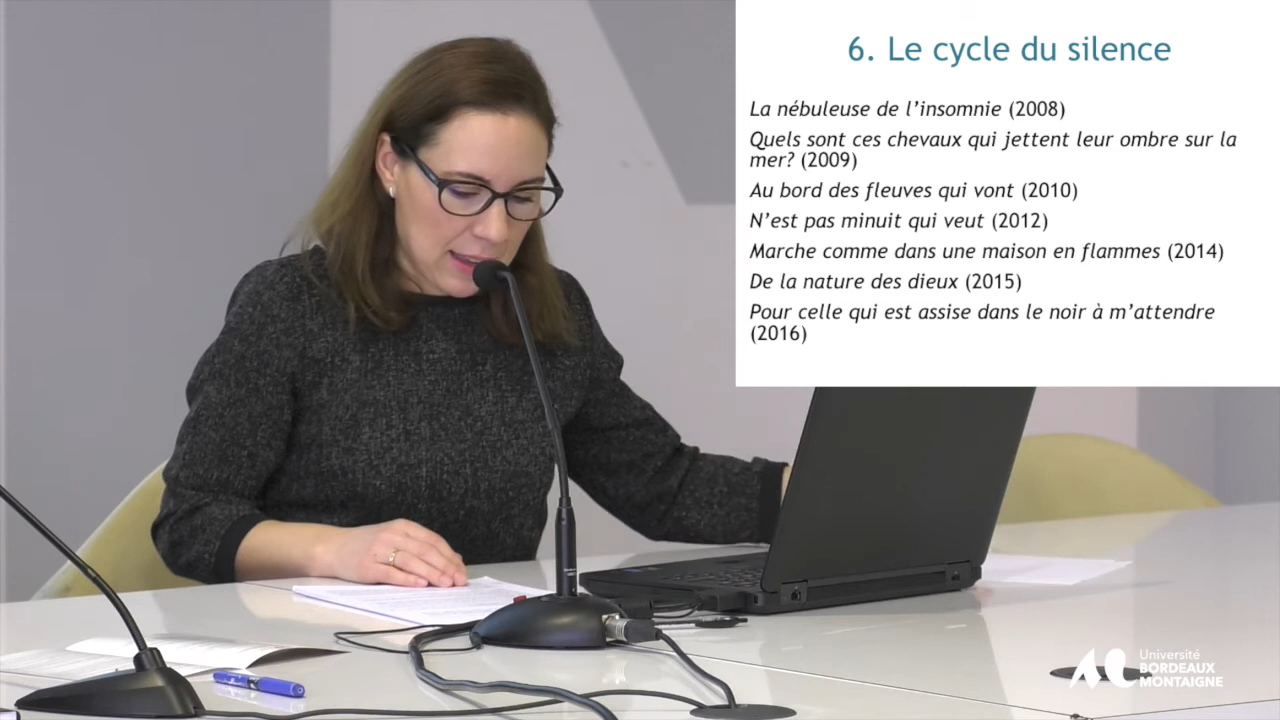 6. Le cycle du silence
La nébuleuse de l'insomnie (2008)
Quels sont ces chevaux qui jettent leur ombre sur la
mer? (2009)
Au bord des fleuves qui vont (2010)
N'est pas minuit qui veut (2012)
Marche comme dans une maison en flammes (2014)
De la nature des dieux (2015)
Pour celle qui est assise dans le noir à m'attendre
(2016)
Université
BORDEAUX
MONTAIGNE